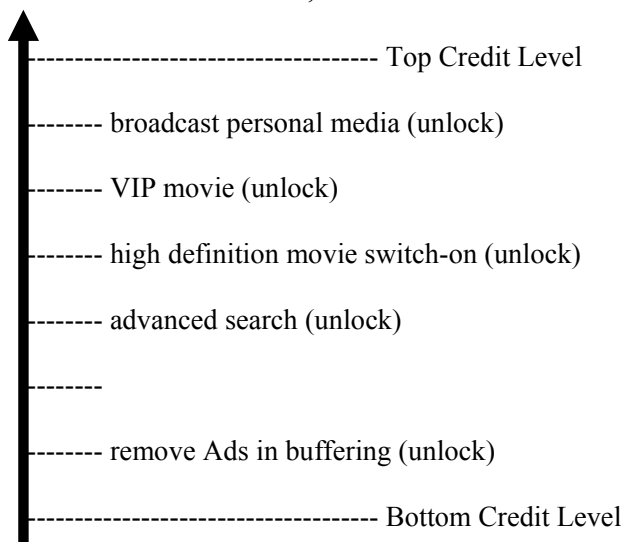 ----------------------------------- Top Credit Level
-------- broadcast personal media (unlock)
-------- VIP movie (unlock)
-------- high definition movie switch-on (unlock)
-------- advanced search (unlock)
--------
-------- remove Ads in buffering (unlock)
----------------------------------- Bottom Credit Level